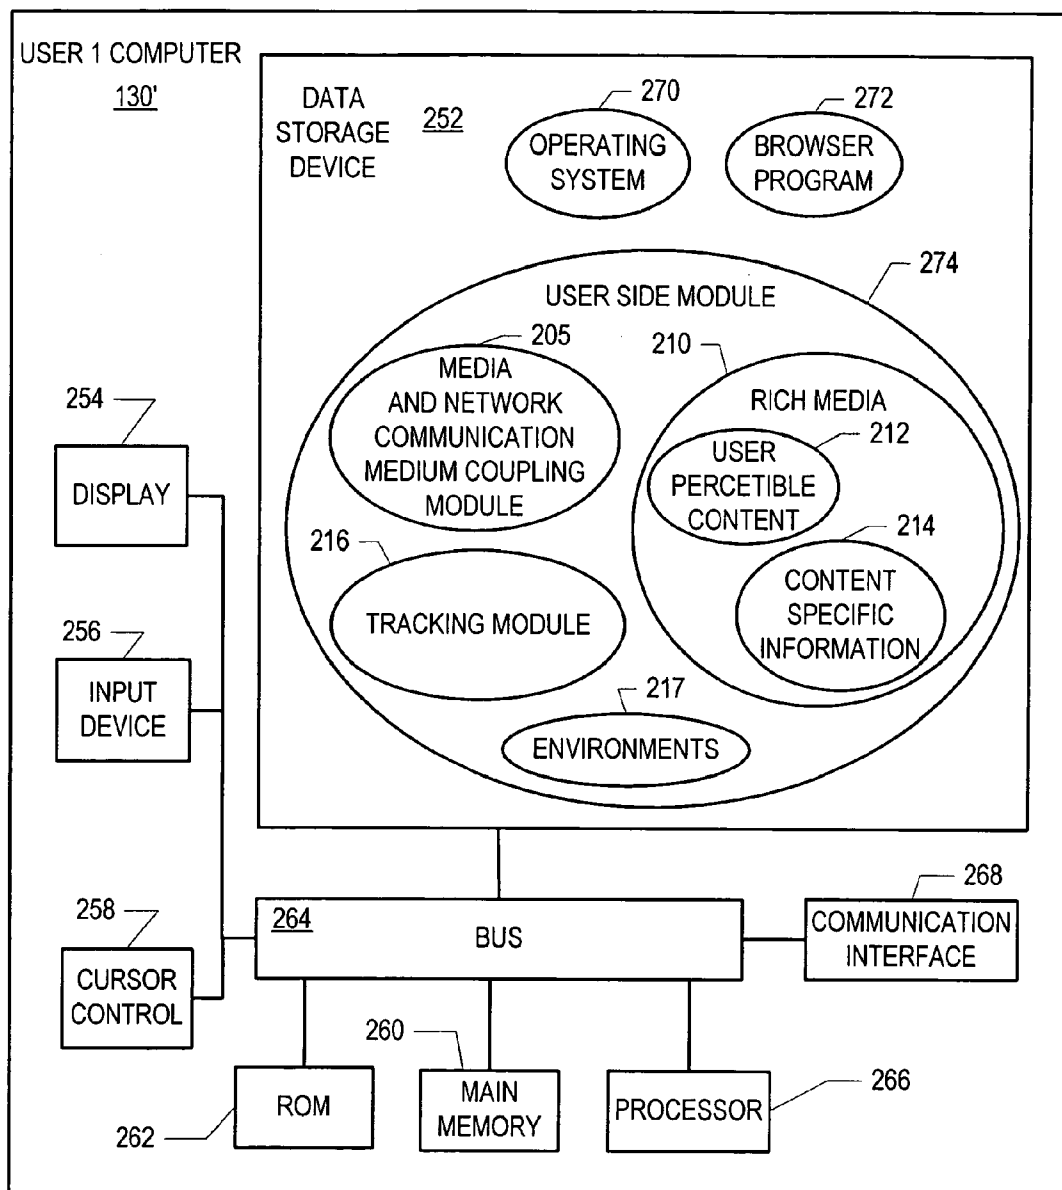 USER 1 COMPUTER
130'
DATA
STORAGE
DEVICE
252
270
OPERATING
SYSTEM
272
BROWSER
PROGRAM
274
USER SIDE MODULE
205
MEDIA
AND NETWORK
COMMUNICATION
MEDIUM COUPLING
MODULE
210
RICH MEDIA
212
USER
PERCETIBLE
CONTENT
214
CONTENT
SPECIFIC
INFORMATION
216
TRACKING MODULE
217
ENVIRONMENTS
254
DISPLAY
256
INPUT
DEVICE
258
CURSOR
CONTROL
264
BUS
268
COMMUNICATION
INTERFACE
262
ROM
260
MAIN
MEMORY
266
PROCESSOR